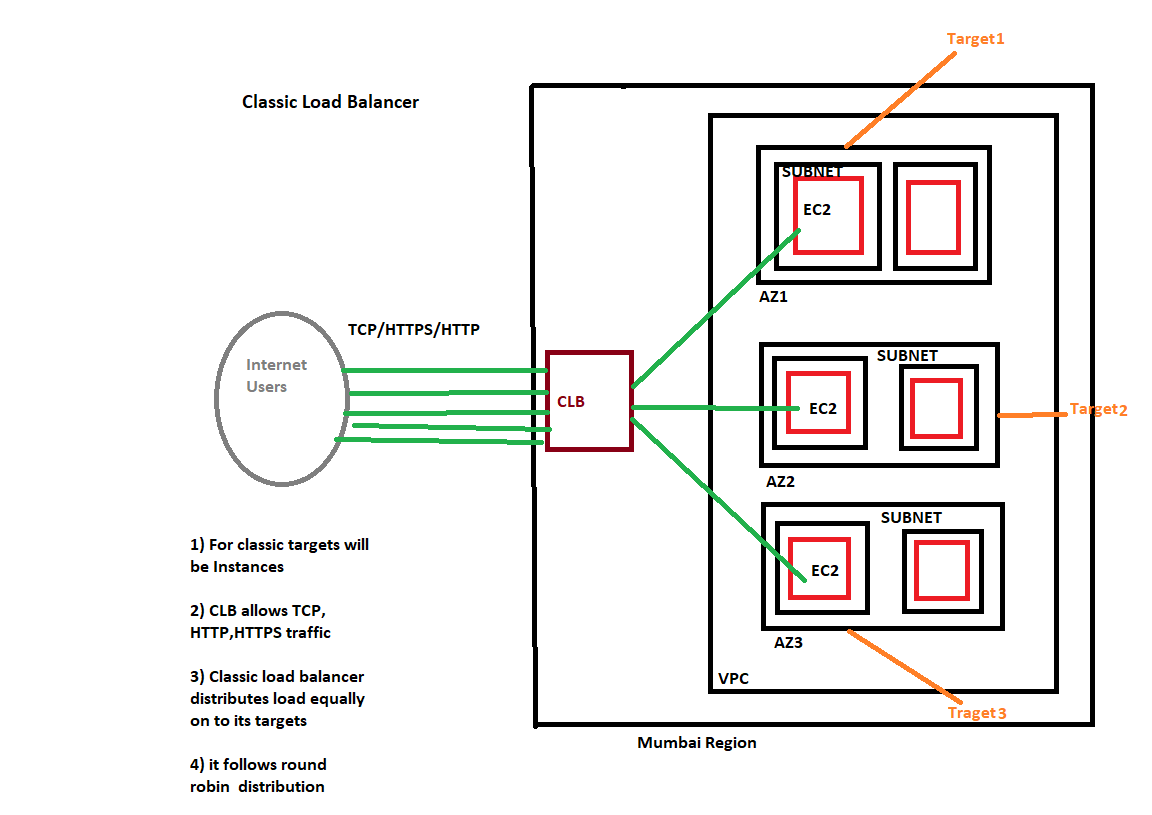 Target1
Classic Load Balancer
SUBNET
EC2
AZ1
TCP/HTTPS/HTTP
Internet
Users
CLB
SUBNET
EC2
Target2
AZ2
SUBNET
EC2
AZ3
VPC
Traget3
Mumbai Region
1) For classic targets will
be Instances
2) CLB allows TCP,
HTTP,HTTPS traffic
3) Classic load balancer
distributes load equally
on to its targets
4) it follows round
robin  distribution